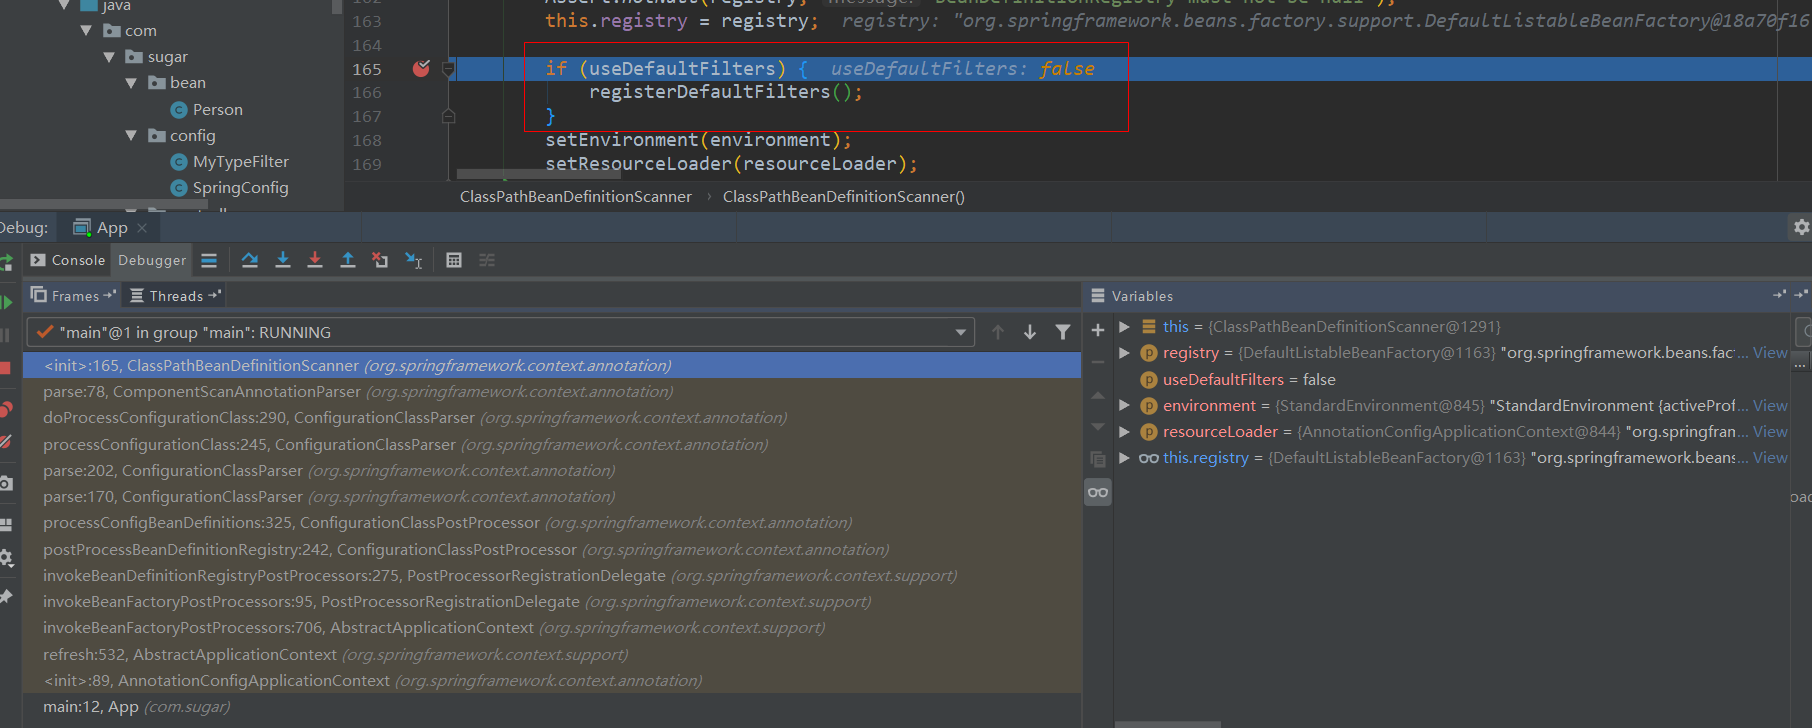 java
com
sugar
bean
Person
config
MyTypeFilter
SpringConfig
162
163 this.registry = registry; registry: "org.springframework.beans.factory.support.DefaultListableBeanFactory@18a70f16
164
165 if (useDefaultFilters) { useDefaultFilters: false
166 registerDefaultFilters();
167 }
168 setEnvironment(environment);
169 setResourceLoader(resourceLoader);
ClassPathBeanDefinitionScanner › ClassPathBeanDefinitionScanner()
Debug: App
Console Debugger
Frames Threads
"main"@1 in group "main": RUNNING
<init>:165, ClassPathBeanDefinitionScanner (org.springframework.context.annotation)
parse:78, ComponentScanAnnotationParser (org.springframework.context.annotation)
doProcessConfigurationClass:290, ConfigurationClassParser (org.springframework.context.annotation)
processConfigurationClass:245, ConfigurationClassParser (org.springframework.context.annotation)
parse:202, ConfigurationClassParser (org.springframework.context.annotation)
parse:170, ConfigurationClassParser (org.springframework.context.annotation)
processConfigBeanDefinitions:325, ConfigurationClassPostProcessor (org.springframework.context.annotation)
postProcessBeanDefinitionRegistry:242, ConfigurationClassPostProcessor (org.springframework.context.annotation)
invokeBeanDefinitionRegistryPostProcessors:275, PostProcessorRegistrationDelegate (org.springframework.context.support)
invokeBeanFactoryPostProcessors:95, PostProcessorRegistrationDelegate (org.springframework.context.support)
invokeBeanFactoryPostProcessors:706, AbstractApplicationContext (org.springframework.context.support)
refresh:532, AbstractApplicationContext (org.springframework.context.support)
<init>:89, AnnotationConfigApplicationContext (org.springframework.context.annotation)
main:12, App (com.sugar)
Variables
this = {ClassPathBeanDefinitionScanner@1291}
registry = {DefaultListableBeanFactory@1163} "org.springframework.beans.fac... View
useDefaultFilters = false
environment = {StandardEnvironment@845} "StandardEnvironment {activeProf... View
resourceLoader = {AnnotationConfigApplicationContext@844} "org.springfran... View
this.registry = {DefaultListableBeanFactory@1163} "org.springframework.beans... View